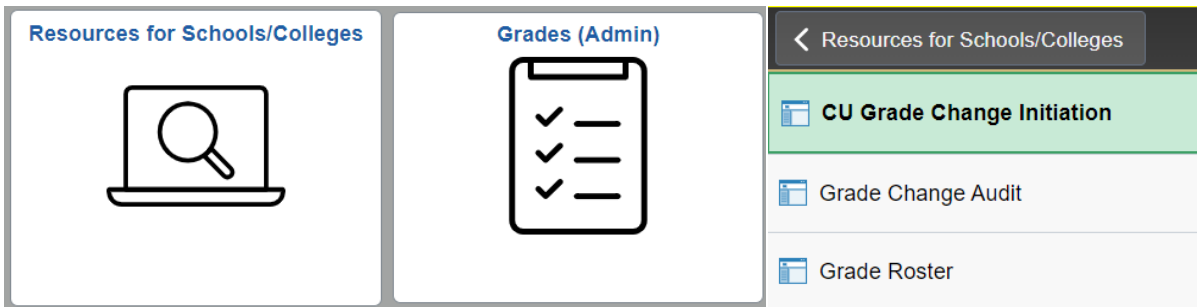 Resources for Schools/Colleges
Grades (Admin)
Resources for Schools/Colleges
CU Grade Change Initiation
Grade Change Audit
Grade Roster